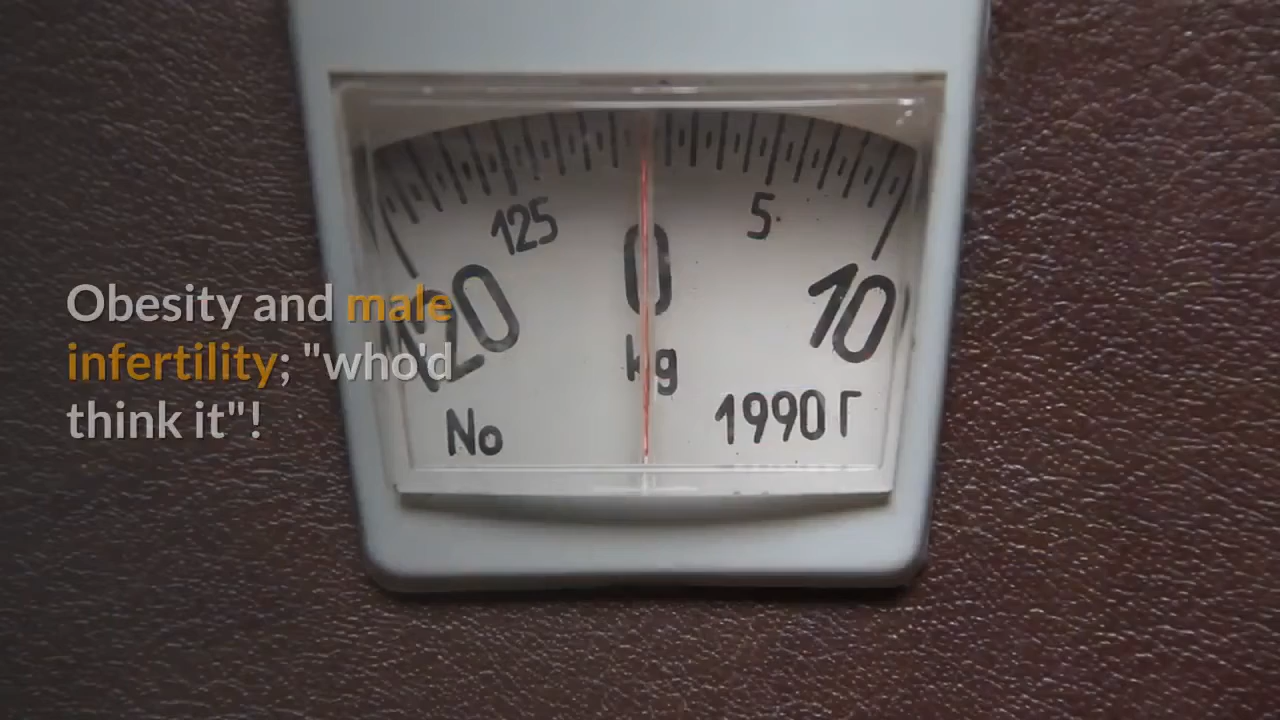 Obesity and male
infertility; "who'd
think it"!
125
0
5
120
10
kg
No
1990 Г